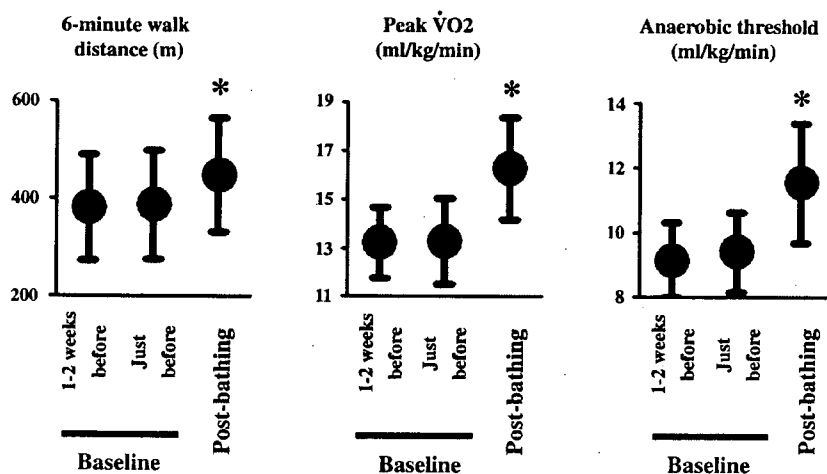 6-minute walk
distance (m)
*
600
400
200
1-2 weeks
before
Just
before
Post-bathing
Baseline
Peak V̇O2
(ml/kg/min)
*
19
17
15
13
11
1-2 weeks
before
Just
before
Post-bathing
Baseline
Anaerobic threshold
(ml/kg/min)
*
14
12
10
8
1-2 weeks
before
Just
before
Post-bathing
Baseline